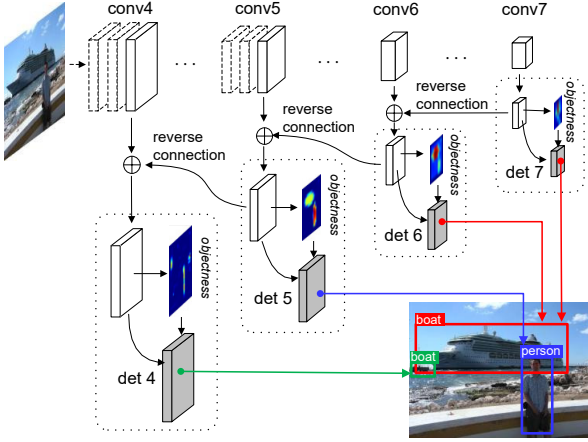 conv4
conv5
conv6
conv7
...
...
...
reverse
connection
reverse
connection
reverse
connection
objectness
det 7
objectness
det 6
objectness
det 5
objectness
det 4
boat
person
boat